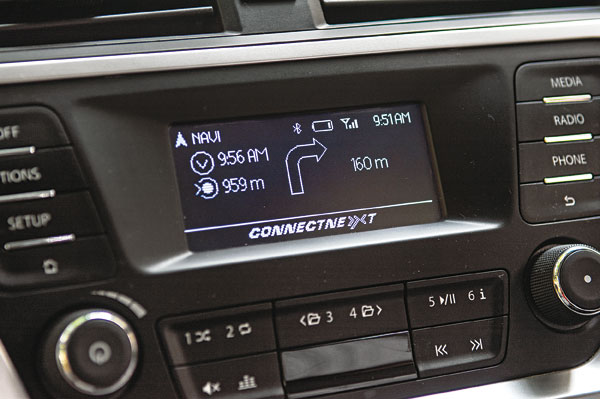 NAVI 9:51 AM
9:56 AM
959 m 160 m
CONNECTNEXT
OFF
TIONS
SETUP
MEDIA
RADIO
PHONE
1 2
3 4
5 6 i